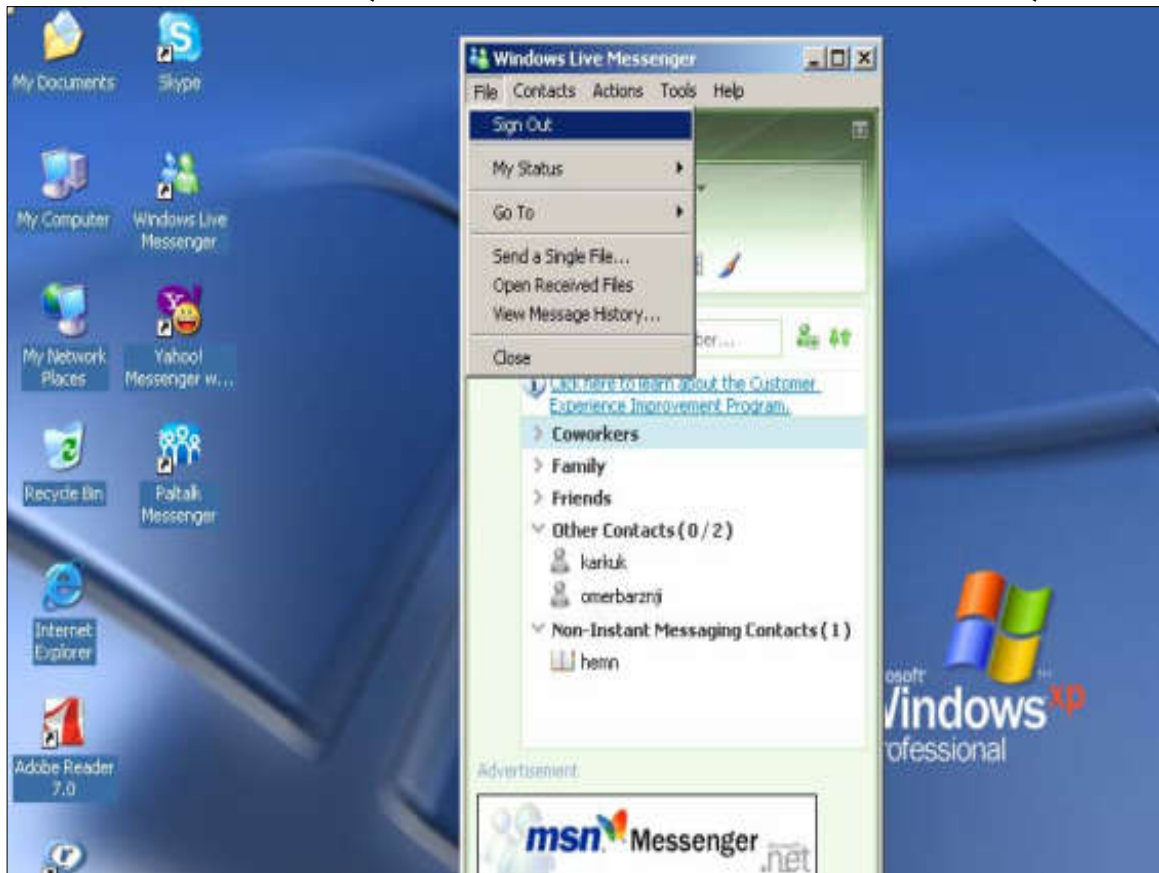 My Documents
Skype
My Computer
Windows Live
Messenger
My Network
Places
Yahoo!
Messenger w...
Recycle Bin
Paltalk
Messenger
Internet
Explorer
Adobe Reader
7.0
Windows Live Messenger
File Contacts Actions Tools Help
Sign Out
My Status
Go To
Send a Single File...
Open Received Files
View Message History...
Close
Click here to learn about the Customer
Experience Improvement Program.
Coworkers
Family
Friends
Other Contacts (0 / 2)
karkuk
omerbarznji
Non-Instant Messaging Contacts (1)
hemn
Advertisement
msn Messenger .net
osoft
Windows xp
rofessional